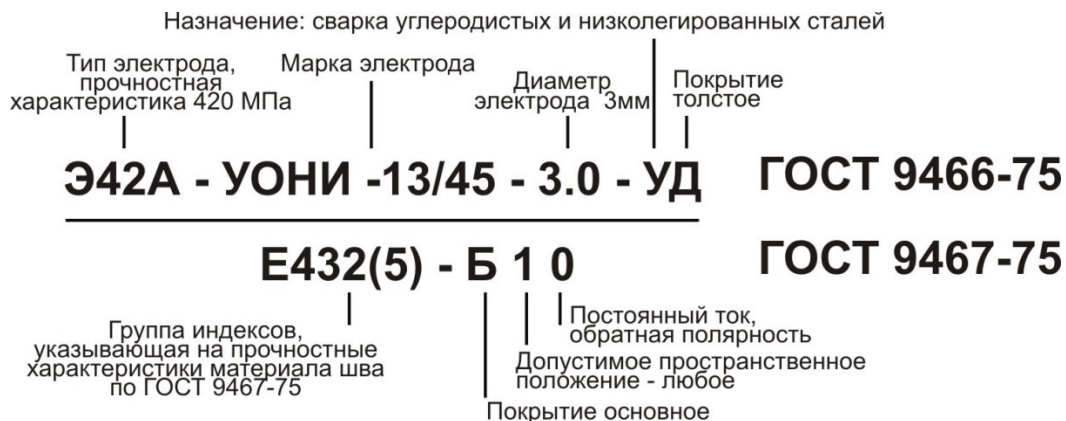 Назначение: сварка углеродистых и низколегированных сталей
Тип электрода,
прочностная
характеристика 420 МПа
Марка электрода
Диаметр
электрода 3мм
Покрытие
толстое
Э42А - УОНИ -13/45 - 3.0 - УД
ГОСТ 9466-75
Е432(5) - Б 1 0
ГОСТ 9467-75
Группа индексов,
указывающая на прочностные
характеристики материала шва
по ГОСТ 9467-75
Постоянный ток,
обратная полярность
Допустимое пространственное
положение - любое
Покрытие основное